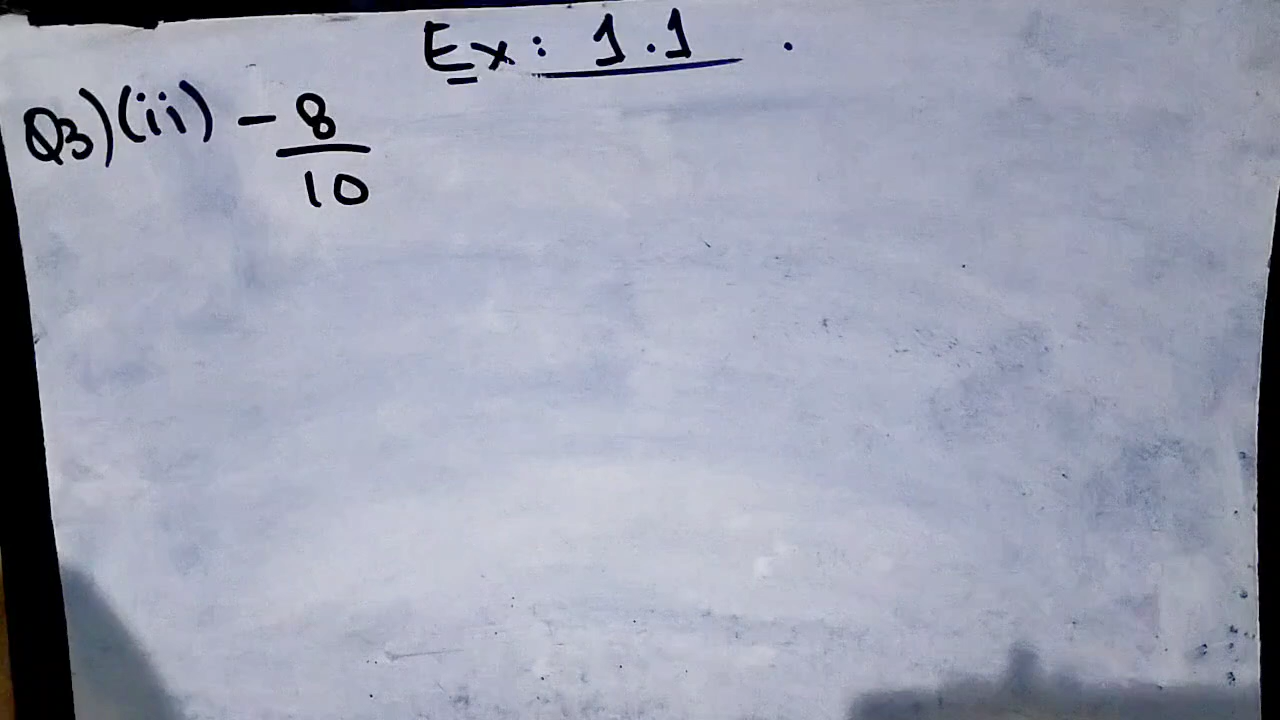 Ex: 1.1 .
Q3) (ii) - 8/10